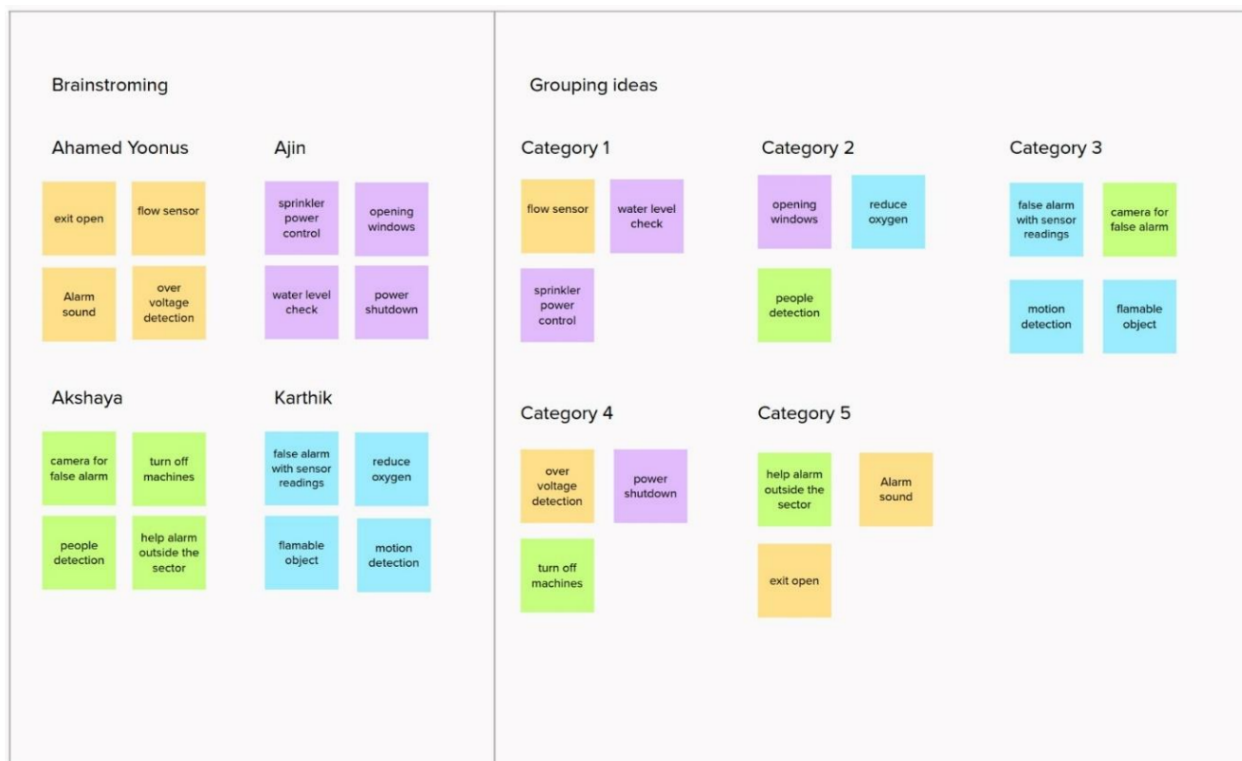 Brainstroming
Ahamed Yoonus
exit open
flow sensor
Alarm
sound
over
voltage
detection
Ajin
sprinkler
power
control
opening
windows
water level
check
power
shutdown
Akshaya
camera for
false alarm
turn off
machines
people
detection
help alarm
outside the
sector
Karthik
false alarm
with sensor
readings
reduce
oxygen
flamable
object
motion
detection
Grouping ideas
Category 1
flow sensor
water level
check
sprinkler
power
control
Category 2
opening
windows
reduce
oxygen
people
detection
Category 3
false alarm
with sensor
readings
camera for
false alarm
motion
detection
flamable
object
Category 4
over
voltage
detection
power
shutdown
turn off
machines
Category 5
help alarm
outside the
sector
Alarm
sound
exit open